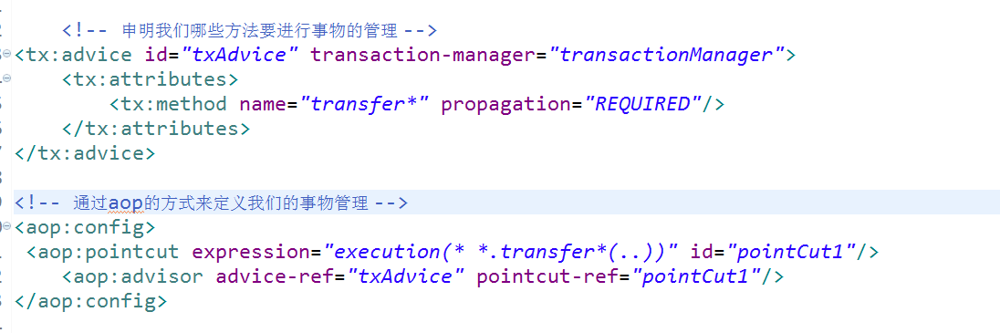 2 <!-- 申明我们哪些方法要进行事物的管理 -->
<tx:advice id="txAdvice" transaction-manager="transactionManager">
<tx:attributes>
<tx:method name="transfer*" propagation="REQUIRED"/>
</tx:attributes>
</tx:advice>
<!-- 通过aop的方式来定义我们的事物管理 -->
<aop:config>
<aop:pointcut expression="execution(* *.transfer*(..))" id="pointCut1"/>
<aop:advisor advice-ref="txAdvice" pointcut-ref="pointCut1"/>
</aop:config>